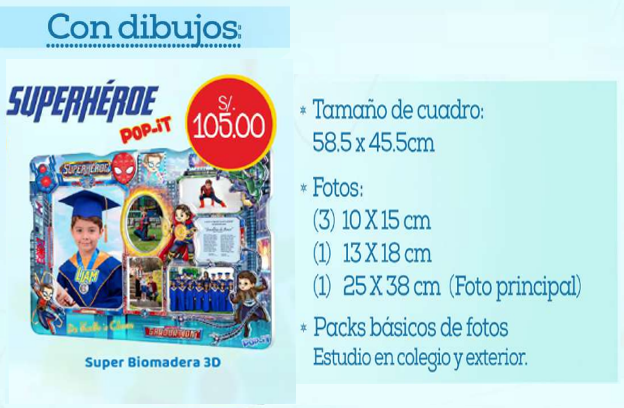 Con dibujos:
SUPERHÉROE
POP-iT
S/.
105.00
SUPERHÉROE
LIAM
Super Biomadera 3D
* Tamaño de cuadro:
58.5 x 45.5cm
* Fotos:
(3) 10 X 15 cm
(1) 13 X 18 cm
(1) 25 X 38 cm (Foto principal)
* Packs básicos de fotos
Estudio en colegio y exterior.